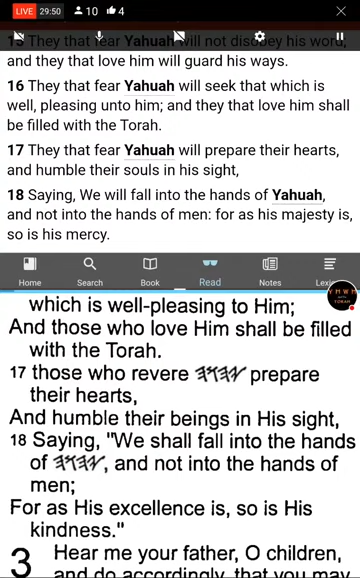 LIVE 29:50 10 4
15 They that fear Yahuah will not disobey his word,
and they that love him will guard his ways.
16 They that fear Yahuah will seek that which is
well, pleasing unto him; and they that love him shall
be filled with the Torah.
17 They that fear Yahuah will prepare their hearts,
and humble their souls in his sight,
18 Saying, We will fall into the hands of Yahuah,
and not into the hands of men: for as his majesty is,
so is his mercy.
Home Search Book Read Notes
which is well-pleasing to Him;
And those who love Him shall be filled
with the Torah.
17 those who revere 𐤉𐤄𐤅𐤄 prepare
their hearts,
And humble their beings in His sight,
18 Saying, "We shall fall into the hands
of 𐤉𐤄𐤅𐤄, and not into the hands of
men;
For as His excellence is, so is His
kindness."
3 Hear me your father, O children,
and do accordingly, that you may